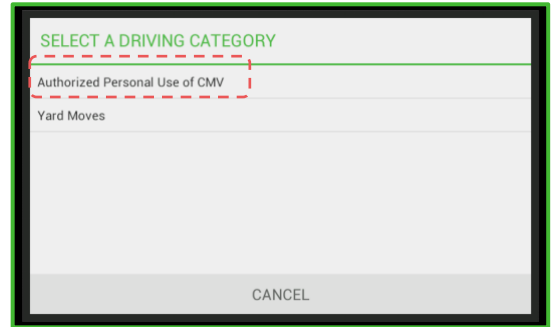 SELECT A DRIVING CATEGORY
Authorized Personal Use of CMV
Yard Moves
CANCEL